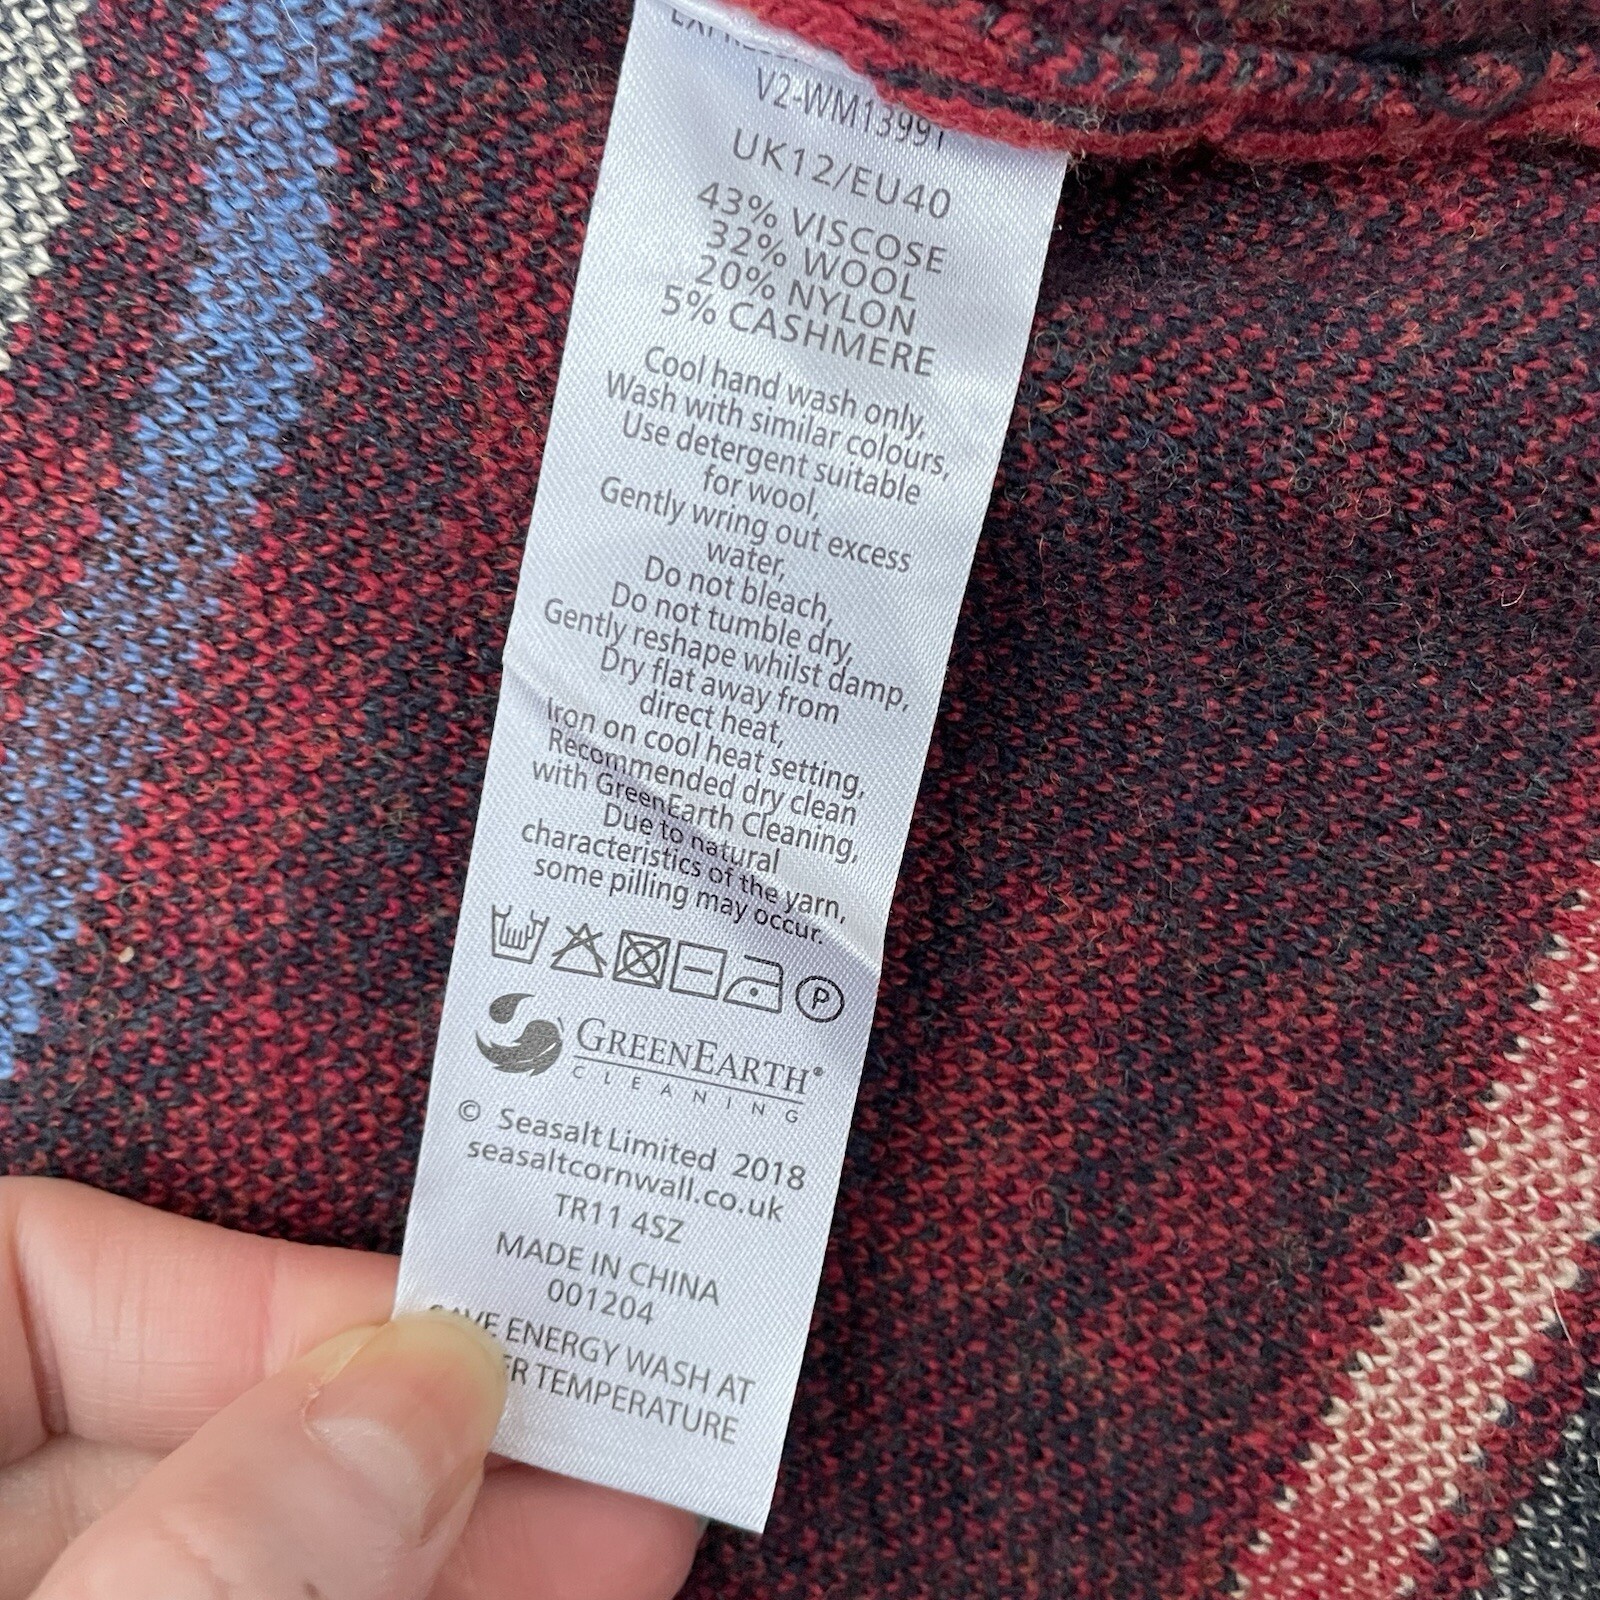 V2-WM13991
UK12/EU40
43% VISCOSE
32% WOOL
20% NYLON
5% CASHMERE
Cool hand wash only,
Wash with similar colours,
Use detergent suitable
for wool,
Gently wring out excess
water,
Do not bleach,
Do not tumble dry,
Gently reshape whilst damp,
Dry flat away from
direct heat,
Iron on cool heat setting,
Recommended dry clean
with GreenEarth Cleaning,
Due to natural
characteristics of the yarn,
some pilling may occur.
P
GREENEARTH®
CLEANING
© Seasalt Limited 2018
seasaltcornwall.co.uk
TR11 4SZ
MADE IN CHINA
001204
ENERGY WASH AT
TEMPERATURE